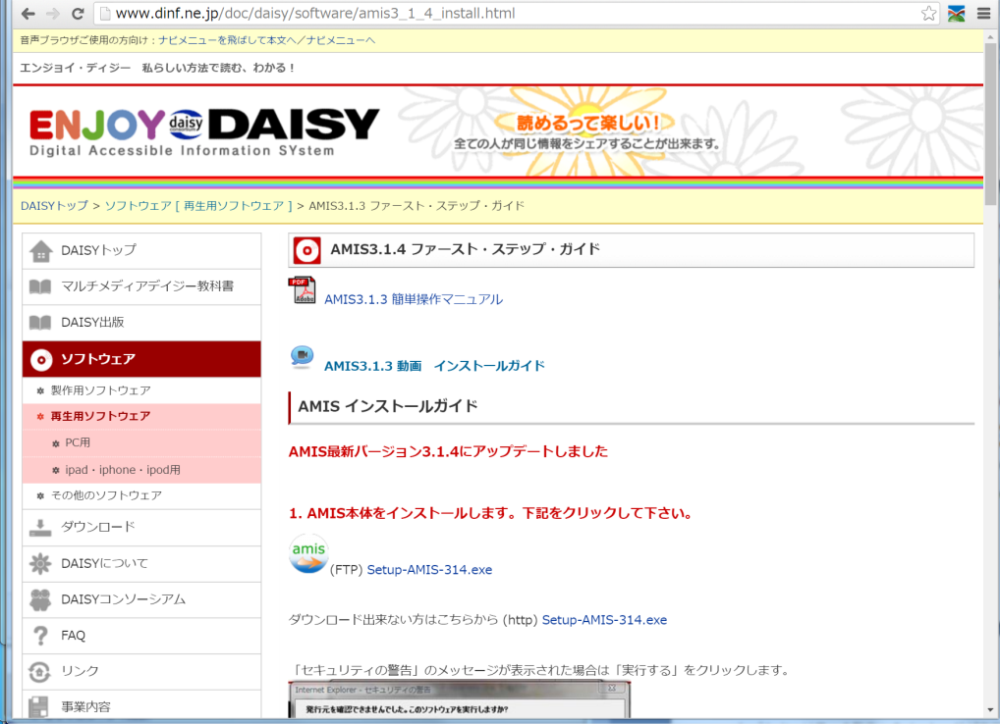 www.dinf.ne.jp/doc/daisy/software/amis3_1_4_install.html
音声ブラウザご使用の方向け：ナビメニューを飛ばして本文へ／ナビメニューへ
エンジョイ・デイジー　私らしい方法で読む、わかる！
ENJOY daisy DAISY
Digital Accessible Information SYstem
読めるって楽しい！
全ての人が同じ情報をシェアすることが出来ます。
DAISYトップ > ソフトウェア [ 再生用ソフトウェア ] > AMIS3.1.3 ファースト・ステップ・ガイド
DAISYトップ
マルチメディアデイジー教科書
DAISY出版
ソフトウェア
製作用ソフトウェア
再生用ソフトウェア
PC用
ipad・iphone・ipod用
その他のソフトウェア
ダウンロード
DAISYについて
DAISYコンソーシアム
FAQ
リンク
事業内容
AMIS3.1.4 ファースト・ステップ・ガイド
PDF Adobe
AMIS3.1.3 簡単操作マニュアル
AMIS3.1.3 動画　インストールガイド
AMIS インストールガイド
AMIS最新バージョン3.1.4にアップデートしました
1. AMIS本体をインストールします。下記をクリックして下さい。
amis
(FTP) Setup-AMIS-314.exe
ダウンロード出来ない方はこちらから (http) Setup-AMIS-314.exe
「セキュリティの警告」のメッセージが表示された場合は「実行する」をクリックします。
Internet Explorer - セキュリティの警告
発行元を確認できませんでした。このソフトウェアを実行しますか?